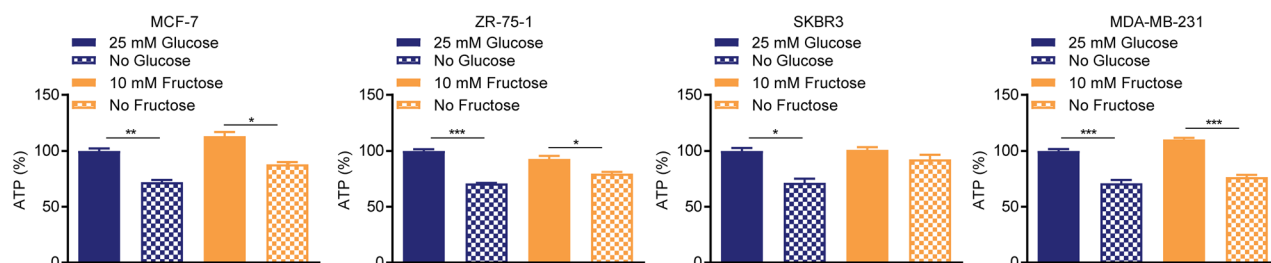 MCF-7
25 mM Glucose
No Glucose
10 mM Fructose
No Fructose
150
100
50
0
ATP (%)
**
*
ZR-75-1
25 mM Glucose
No Glucose
10 mM Fructose
No Fructose
150
100
50
0
ATP (%)
***
*
SKBR3
25 mM Glucose
No Glucose
10 mM Fructose
No Fructose
150
100
50
0
ATP (%)
*
MDA-MB-231
25 mM Glucose
No Glucose
10 mM Fructose
No Fructose
150
100
50
0
ATP (%)
***
***